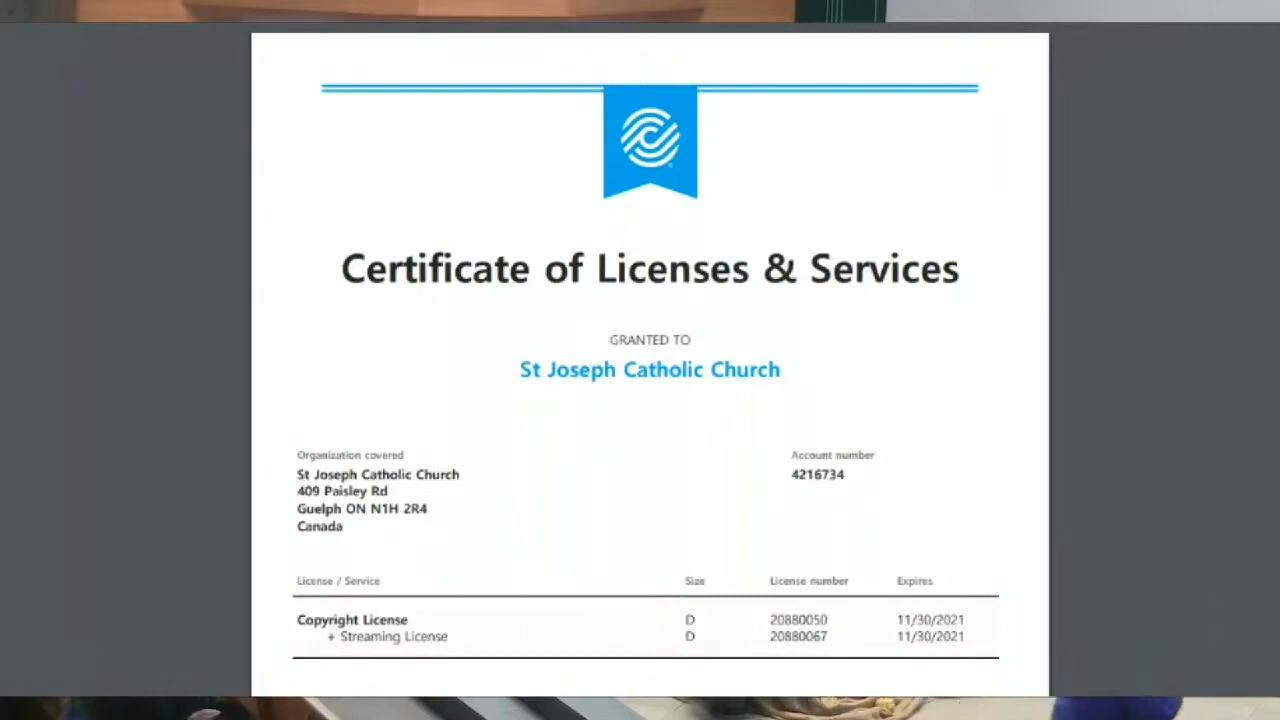 Certificate of Licenses & Services
GRANTED TO
St Joseph Catholic Church
Organization covered
St Joseph Catholic Church
409 Paisley Rd
Guelph ON N1H 2R4
Canada
Account number
4216734
License / Service Size License number Expires
Copyright License D 20880050 11/30/2021
+ Streaming License D 20880067 11/30/2021